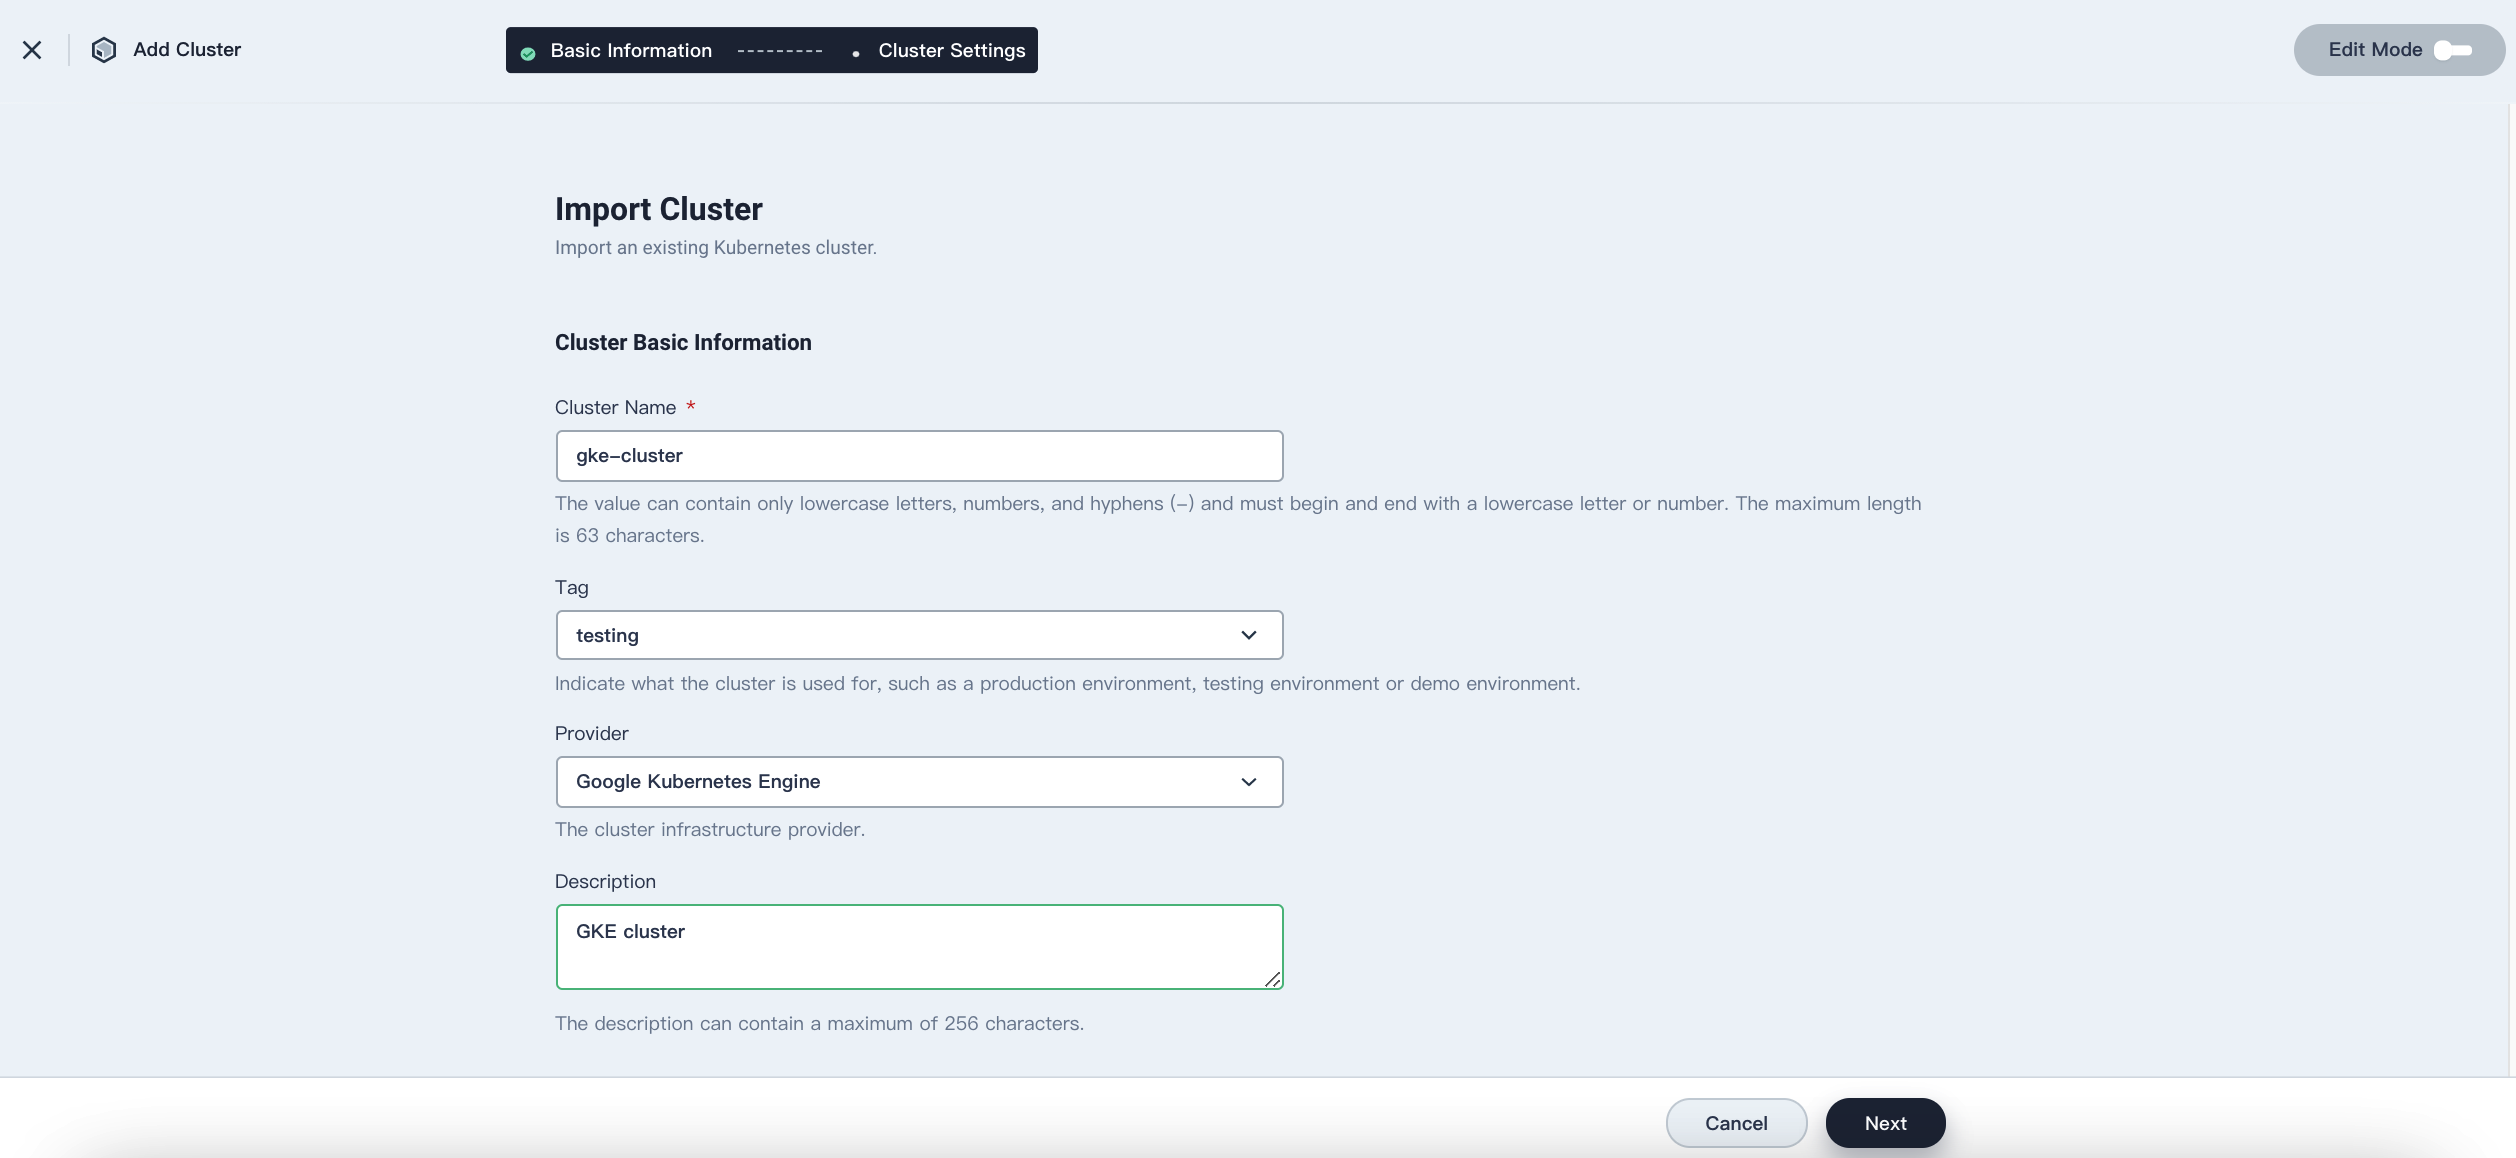 Add Cluster
Basic Information
Cluster Settings
Edit Mode
Import Cluster
Import an existing Kubernetes cluster.
Cluster Basic Information
Cluster Name *
gke-cluster
The value can contain only lowercase letters, numbers, and hyphens (-) and must begin and end with a lowercase letter or number. The maximum length
is 63 characters.
Tag
testing
Indicate what the cluster is used for, such as a production environment, testing environment or demo environment.
Provider
Google Kubernetes Engine
The cluster infrastructure provider.
Description
GKE cluster
The description can contain a maximum of 256 characters.
Cancel
Next